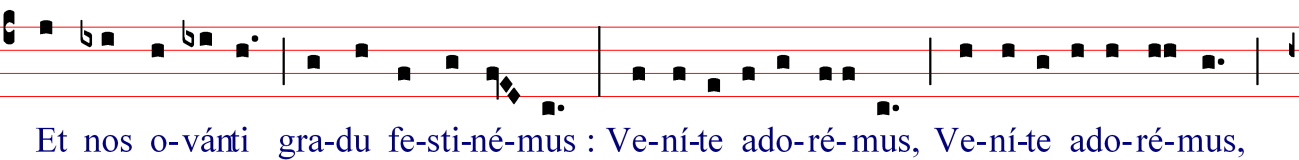 Et nos o-vánti gra-du fe-sti-né-mus : Ve-ní-te ado-ré-mus, Ve-ní-te ado-ré-mus,